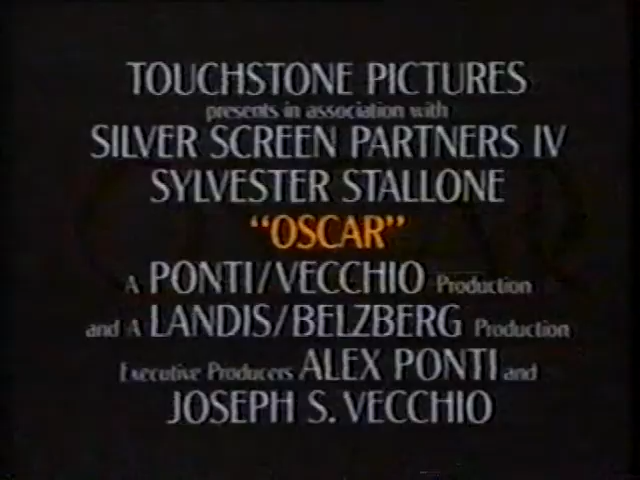 TOUCHSTONE PICTURES
presents in association with
SILVER SCREEN PARTNERS IV
SYLVESTER STALLONE
“OSCAR”
A PONTI/VECCHIO Production
and A LANDIS/BELZBERG Production
Executive Producers ALEX PONTI and
JOSEPH S. VECCHIO